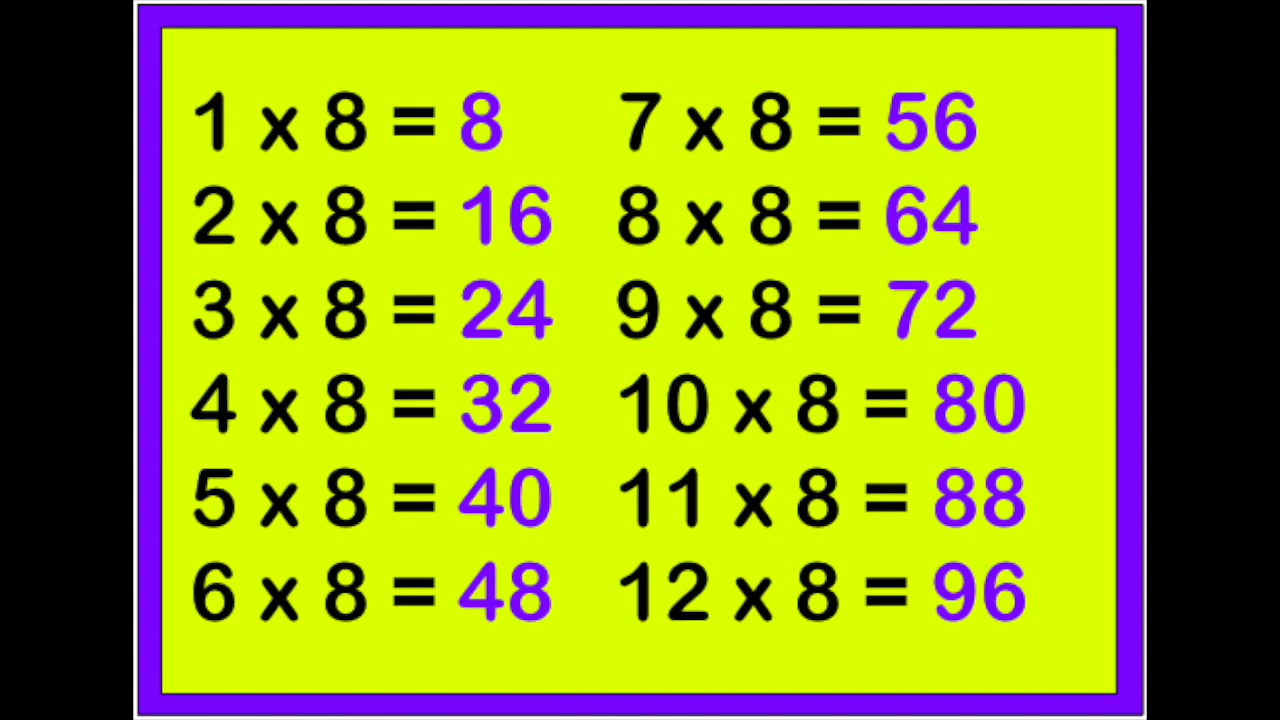 1 x 8 = 8
2 x 8 = 16
3 x 8 = 24
4 x 8 = 32
5 x 8 = 40
6 x 8 = 48
7 x 8 = 56
8 x 8 = 64
9 x 8 = 72
10 x 8 = 80
11 x 8 = 88
12 x 8 = 96